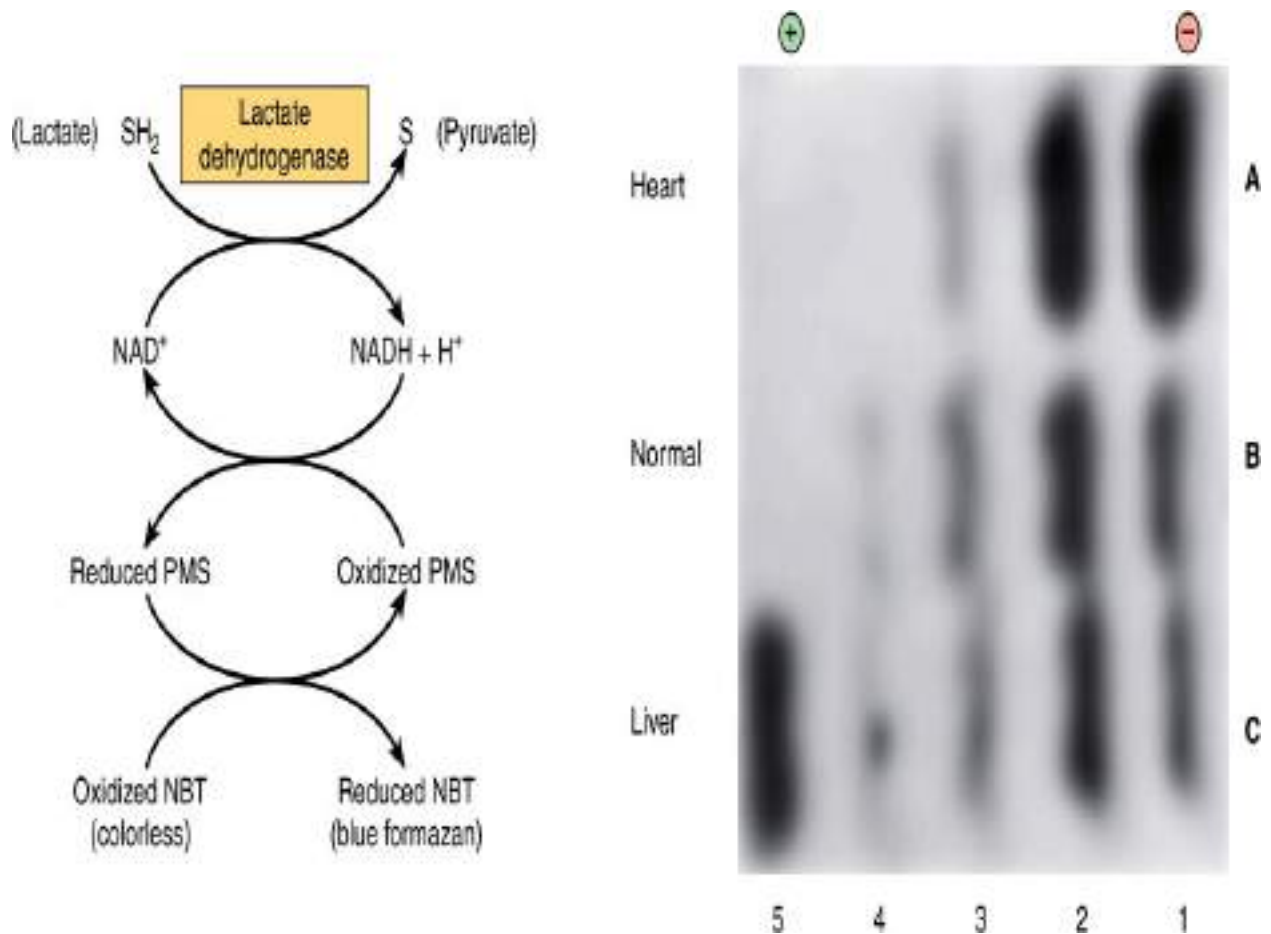 (Lactate) SH₂
Lactate
dehydrogenase
S (Pyruvate)
NAD⁺
NADH + H⁺
Reduced PMS
Oxidized PMS
Oxidized NBT
(colorless)
Reduced NBT
(blue formazan)
+
−
Heart
A
Normal
B
Liver
C
5 4 3 2 1